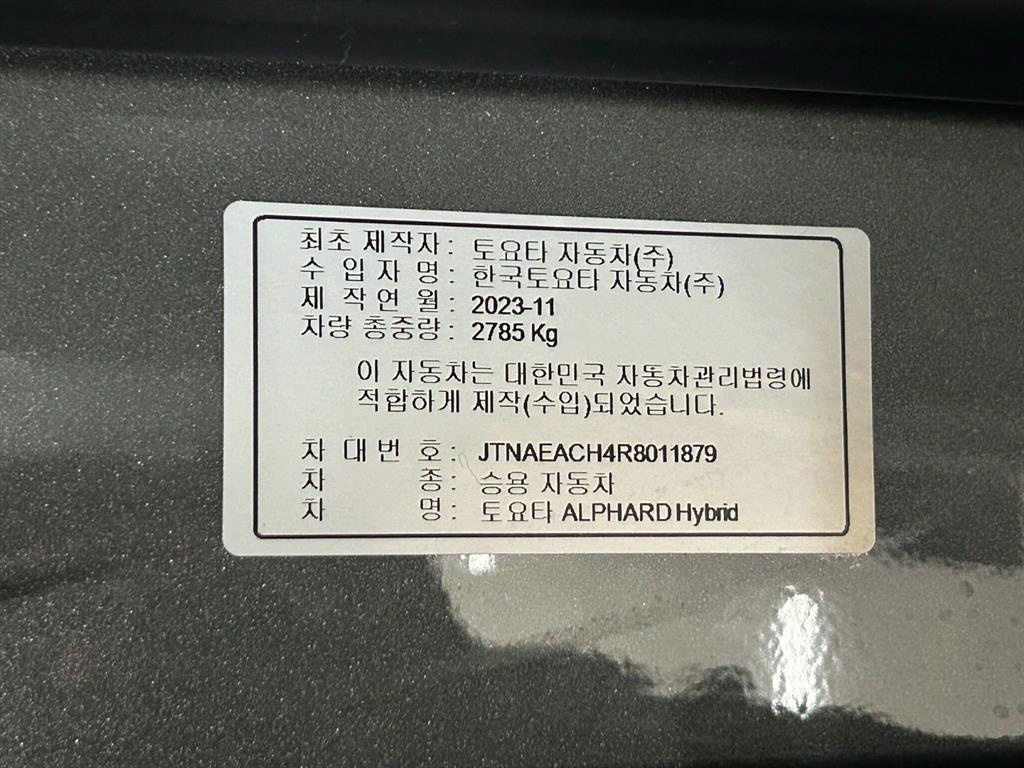 최초 제작자 : 토요타 자동차(주)
수 입 자 명 : 한국토요타 자동차(주)
제 작 연 월 : 2023-11
차량 총중량 : 2785 Kg
이 자동차는 대한민국 자동차관리법령에
적합하게 제작(수입)되었습니다.
차 대 번 호 : JTNAEACH4R8011879
차 종 : 승용 자동차
차 명 : 토요타 ALPHARD Hybrid